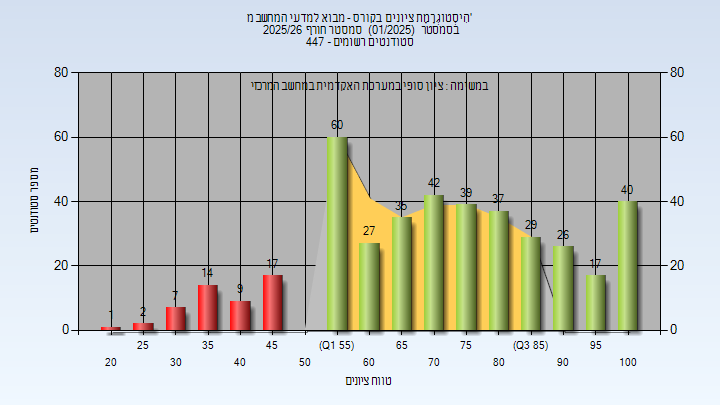 היסטוגרמת ציונים בקורס - מבוא למדעי המחשב מ'
בסמסטר (01/2025) סמסטר חורף 2025/26
סטודנטים רשומים - 447
במשימה : ציון סופי במערכת האקדמית במחשב המרכזי
80 80
60 60
40 40
20 20
0 0
מספר סטודנטים
1 2 7 14 9 17 60 27 35 42 39 37 29 26 17 40
25 35 45 (Q1 55) 65 75 (Q3 85) 95
20 30 40 50 60 70 80 90 100
טווח ציונים